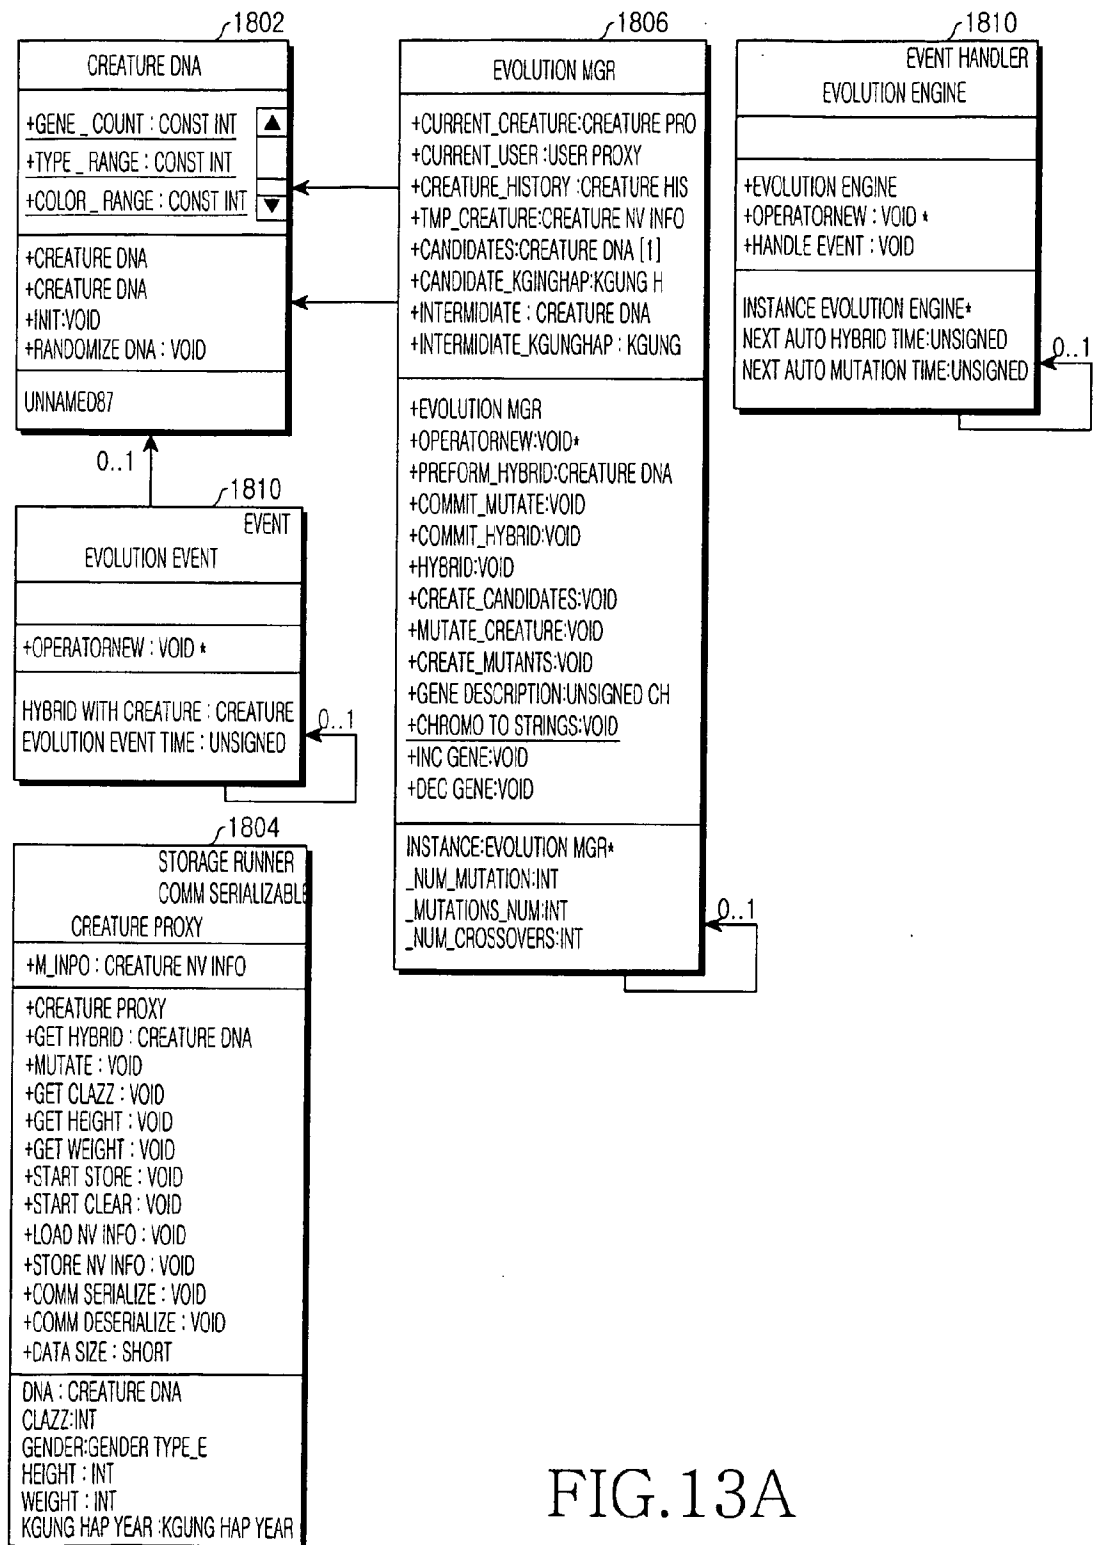 1802
CREATURE DNA
+GENE _ COUNT : CONST INT
+TYPE _ RANGE : CONST INT
+COLOR _ RANGE : CONST INT
+CREATURE DNA
+CREATURE DNA
+INIT:VOID
+RANDOMIZE DNA : VOID
UNNAMED87
0..1
1810
EVENT
EVOLUTION EVENT
+OPERATORNEW : VOID *
HYBRID WITH CREATURE : CREATURE
EVOLUTION EVENT TIME : UNSIGNED
0..1
1804
STORAGE RUNNER
COMM SERIALIZABLE
CREATURE PROXY
+M_INPO : CREATURE NV INFO
+CREATURE PROXY
+GET HYBRID : CREATURE DNA
+MUTATE : VOID
+GET CLAZZ : VOID
+GET HEIGHT : VOID
+GET WEIGHT : VOID
+START STORE : VOID
+START CLEAR : VOID
+LOAD NV INFO : VOID
+STORE NV INFO : VOID
+COMM SERIALIZE : VOID
+COMM DESERIALIZE : VOID
+DATA SIZE : SHORT
DNA : CREATURE DNA
CLAZZ:INT
GENDER:GENDER TYPE_E
HEIGHT : INT
WEIGHT : INT
KGUNG HAP YEAR :KGUNG HAP YEAR
1806
EVOLUTION MGR
+CURRENT_CREATURE:CREATURE PRO
+CURRENT_USER :USER PROXY
+CREATURE_HISTORY :CREATURE HIS
+TMP_CREATURE:CREATURE NV INFO
+CANDIDATES:CREATURE DNA [1]
+CANDIDATE_KGINGHAP:KGUNG H
+INTERMIDIATE : CREATURE DNA
+INTERMIDIATE_KGUNGHAP : KGUNG
+EVOLUTION MGR
+OPERATORNEW:VOID*
+PREFORM_HYBRID:CREATURE DNA
+COMMIT_MUTATE:VOID
+COMMIT_HYBRID:VOID
+HYBRID:VOID
+CREATE_CANDIDATES:VOID
+MUTATE_CREATURE:VOID
+CREATE_MUTANTS:VOID
+GENE DESCRIPTION:UNSIGNED CH
+CHROMO TO STRINGS:VOID
+INC GENE:VOID
+DEC GENE:VOID
INSTANCE:EVOLUTION MGR*
_NUM_MUTATION:INT
_MUTATIONS_NUM:INT
_NUM_CROSSOVERS:INT
0..1
1810
EVENT HANDLER
EVOLUTION ENGINE
+EVOLUTION ENGINE
+OPERATORNEW : VOID *
+HANDLE EVENT : VOID
INSTANCE EVOLUTION ENGINE*
NEXT AUTO HYBRID TIME:UNSIGNED
NEXT AUTO MUTATION TIME:UNSIGNED
0..1
FIG.13A